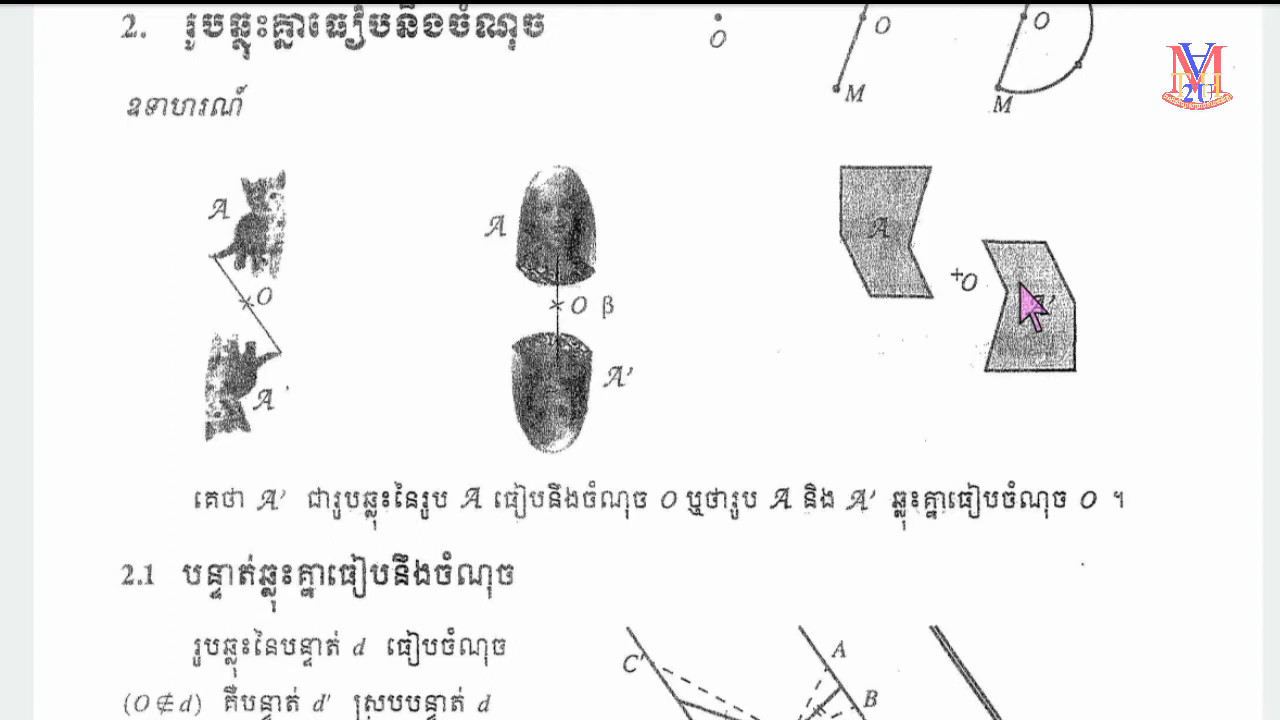 2. រូបឆ្លុះគ្នាធៀបនឹងចំណុច
O
O
M
O
M
ឧទាហរណ៍
A
O
A'
A
O β
A'
A
+O
A'
គេថា A' ជារូបឆ្លុះនៃរូប A ធៀបនឹងចំណុច O ឬថារូប A និង A' ឆ្លុះគ្នាធៀបចំណុច O ។
2.1 បន្ទាត់ឆ្លុះគ្នាធៀបនឹងចំណុច
រូបឆ្លុះនៃបន្ទាត់ d ធៀបចំណុច
(O ∉ d) គឺបន្ទាត់ d' ស្របបន្ទាត់ d
C'
A
B